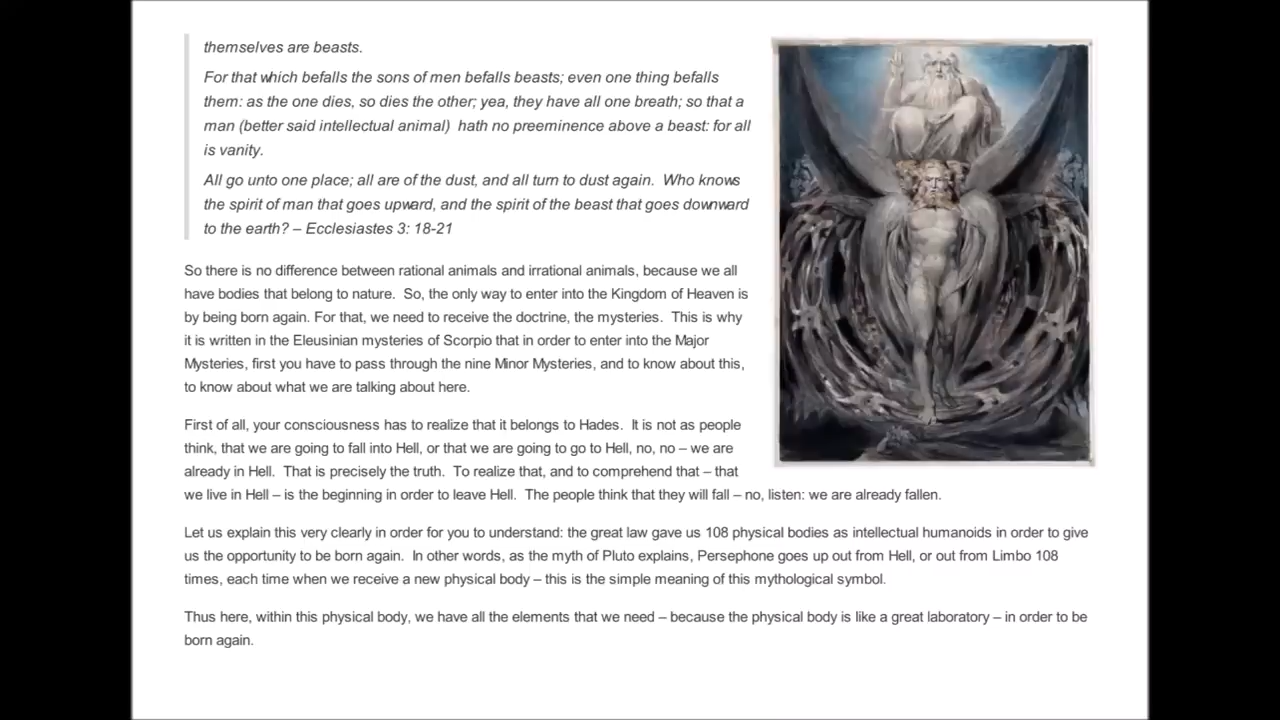 themselves are beasts.
For that which befalls the sons of men befalls beasts; even one thing befalls
them: as the one dies, so dies the other; yea, they have all one breath; so that a
man (better said intellectual animal)  hath no preeminence above a beast: for all
is vanity.
All go unto one place; all are of the dust, and all turn to dust again.  Who knows
the spirit of man that goes upward, and the spirit of the beast that goes downward
to the earth? – Ecclesiastes 3: 18-21
So there is no difference between rational animals and irrational animals, because we all
have bodies that belong to nature.  So, the only way to enter into the Kingdom of Heaven is
by being born again. For that, we need to receive the doctrine, the mysteries.  This is why
it is written in the Eleusinian mysteries of Scorpio that in order to enter into the Major
Mysteries, first you have to pass through the nine Minor Mysteries, and to know about this,
to know about what we are talking about here.
First of all, your consciousness has to realize that it belongs to Hades.  It is not as people
think, that we are going to fall into Hell, or that we are going to go to Hell, no, no – we are
already in Hell.  That is precisely the truth.  To realize that, and to comprehend that – that
we live in Hell – is the beginning in order to leave Hell.  The people think that they will fall – no, listen: we are already fallen.
Let us explain this very clearly in order for you to understand: the great law gave us 108 physical bodies as intellectual humanoids in order to give
us the opportunity to be born again.  In other words, as the myth of Pluto explains, Persephone goes up out from Hell, or out from Limbo 108
times, each time when we receive a new physical body – this is the simple meaning of this mythological symbol.
Thus here, within this physical body, we have all the elements that we need – because the physical body is like a great laboratory – in order to be
born again.